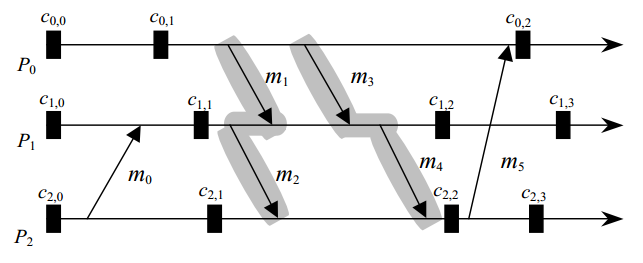 c0,0 c0,1 c0,2
P0
m1 m3
c1,0 c1,1 c1,2 c1,3
P1
m0 m2 m4 m5
c2,0 c2,1 c2,2 c2,3
P2